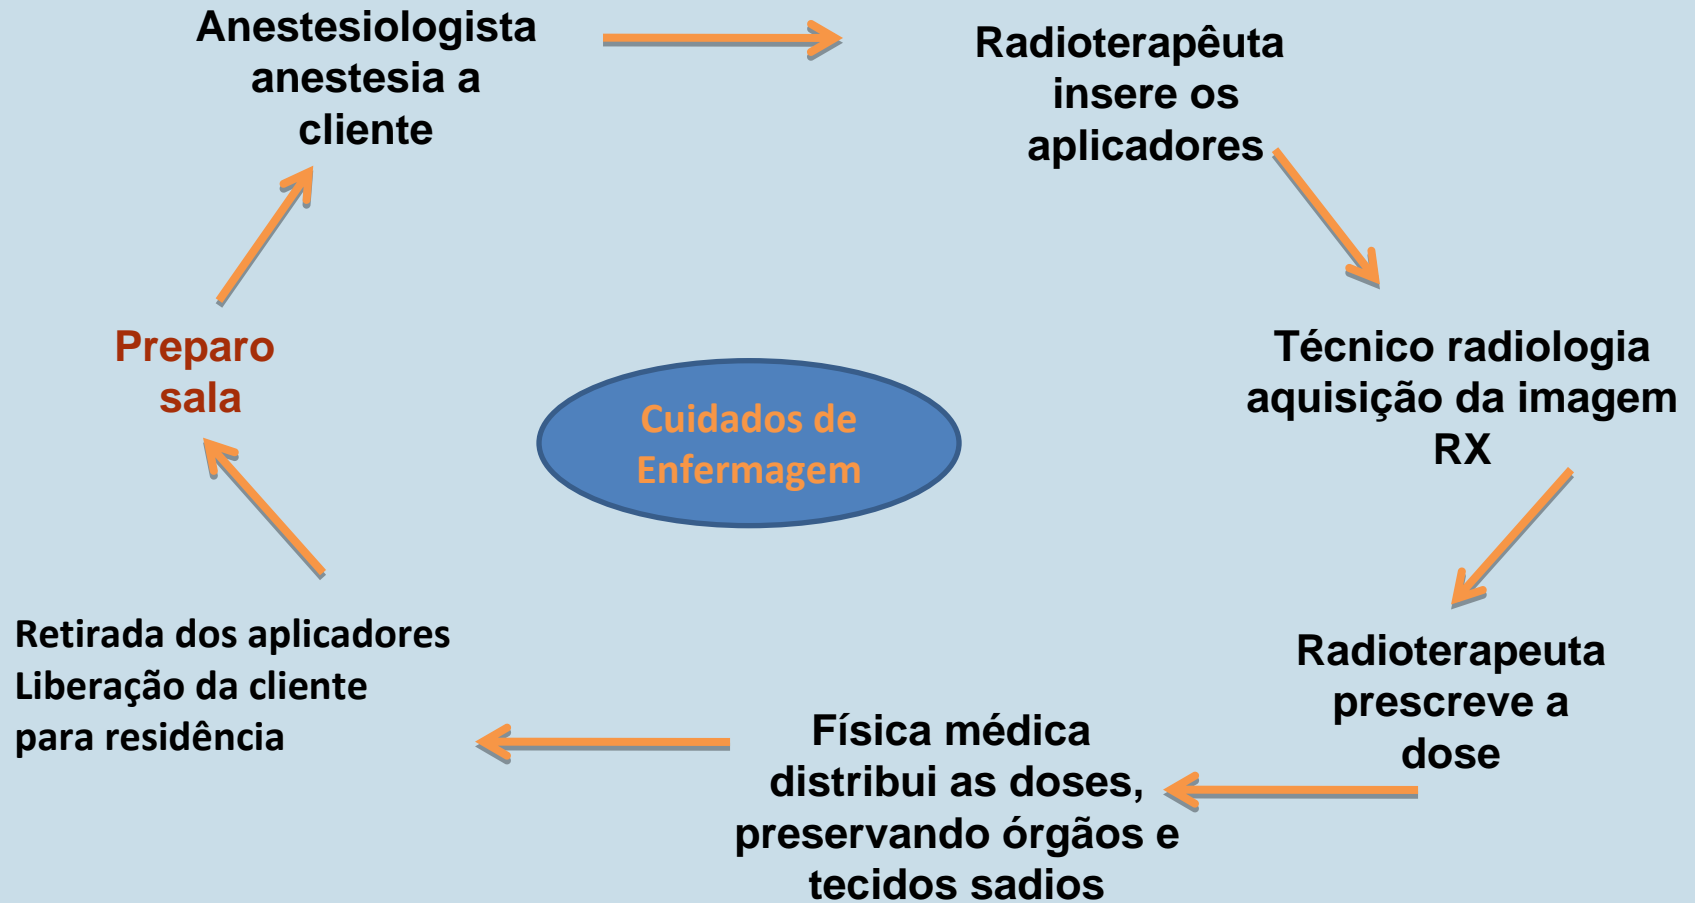 Anestesiologista
anestesia a
cliente
Radioterapêuta
insere os
aplicadores
Técnico radiologia
aquisição da imagem
RX
Radioterapeuta
prescreve a
dose
Física médica
distribui as doses,
preservando órgãos e
tecidos sadios
Retirada dos aplicadores
Liberação da cliente
para residência
Preparo
sala
Cuidados de
Enfermagem